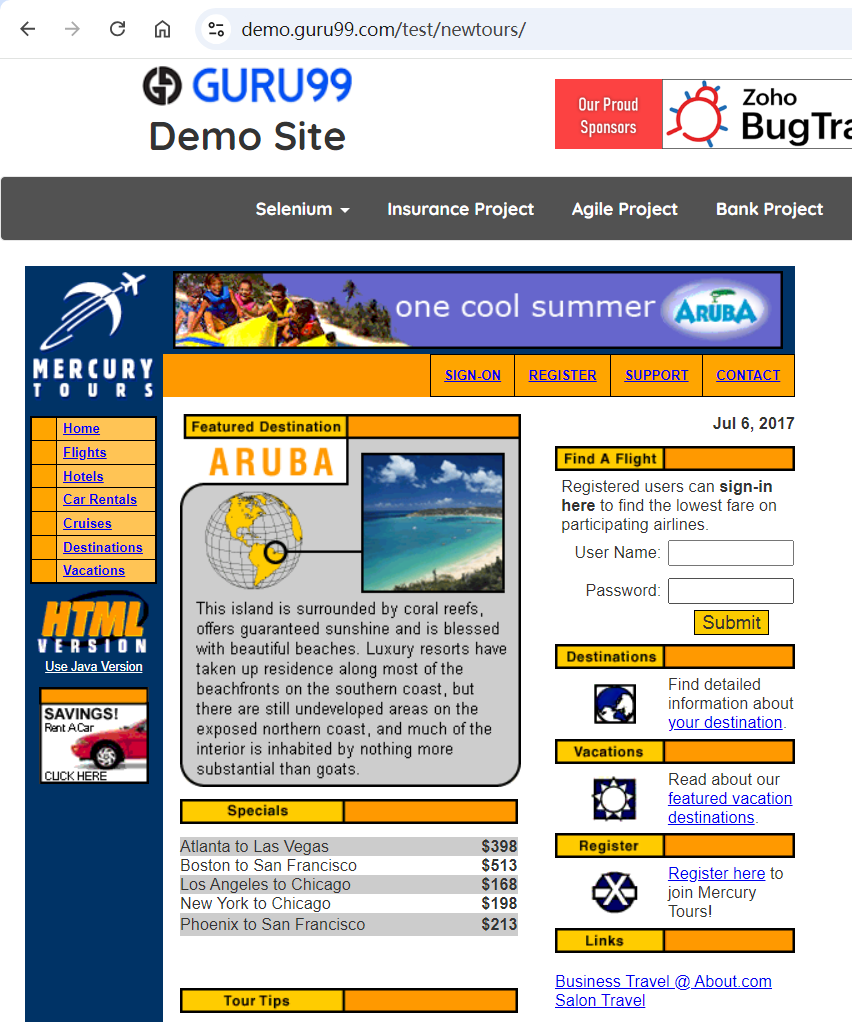 demo.guru99.com/test/newtours/
GURU99
Demo Site
Our Proud
Sponsors
Zoho
BugTra
Selenium
Insurance Project
Agile Project
Bank Project
one cool summer
ARUBA
MERCURY
TOURS
SIGN-ON
REGISTER
SUPPORT
CONTACT
Home
Flights
Hotels
Car Rentals
Cruises
Destinations
Vacations
HTML
VERSION
Use Java Version
SAVINGS!
Rent A Car
CLICK HERE
Featured Destination
ARUBA
This island is surrounded by coral reefs,
offers guaranteed sunshine and is blessed
with beautiful beaches. Luxury resorts have
taken up residence along most of the
beachfronts on the southern coast, but
there are still undeveloped areas on the
exposed northern coast, and much of the
interior is inhabited by nothing more
substantial than goats.
Specials
Atlanta to Las Vegas $398
Boston to San Francisco $513
Los Angeles to Chicago $168
New York to Chicago $198
Phoenix to San Francisco $213
Tour Tips
Jul 6, 2017
Find A Flight
Registered users can sign-in
here to find the lowest fare on
participating airlines.
User Name:
Password:
Submit
Destinations
Find detailed
information about
your destination.
Vacations
Read about our
featured vacation
destinations.
Register
Register here to
join Mercury
Tours!
Links
Business Travel @ About.com
Salon Travel